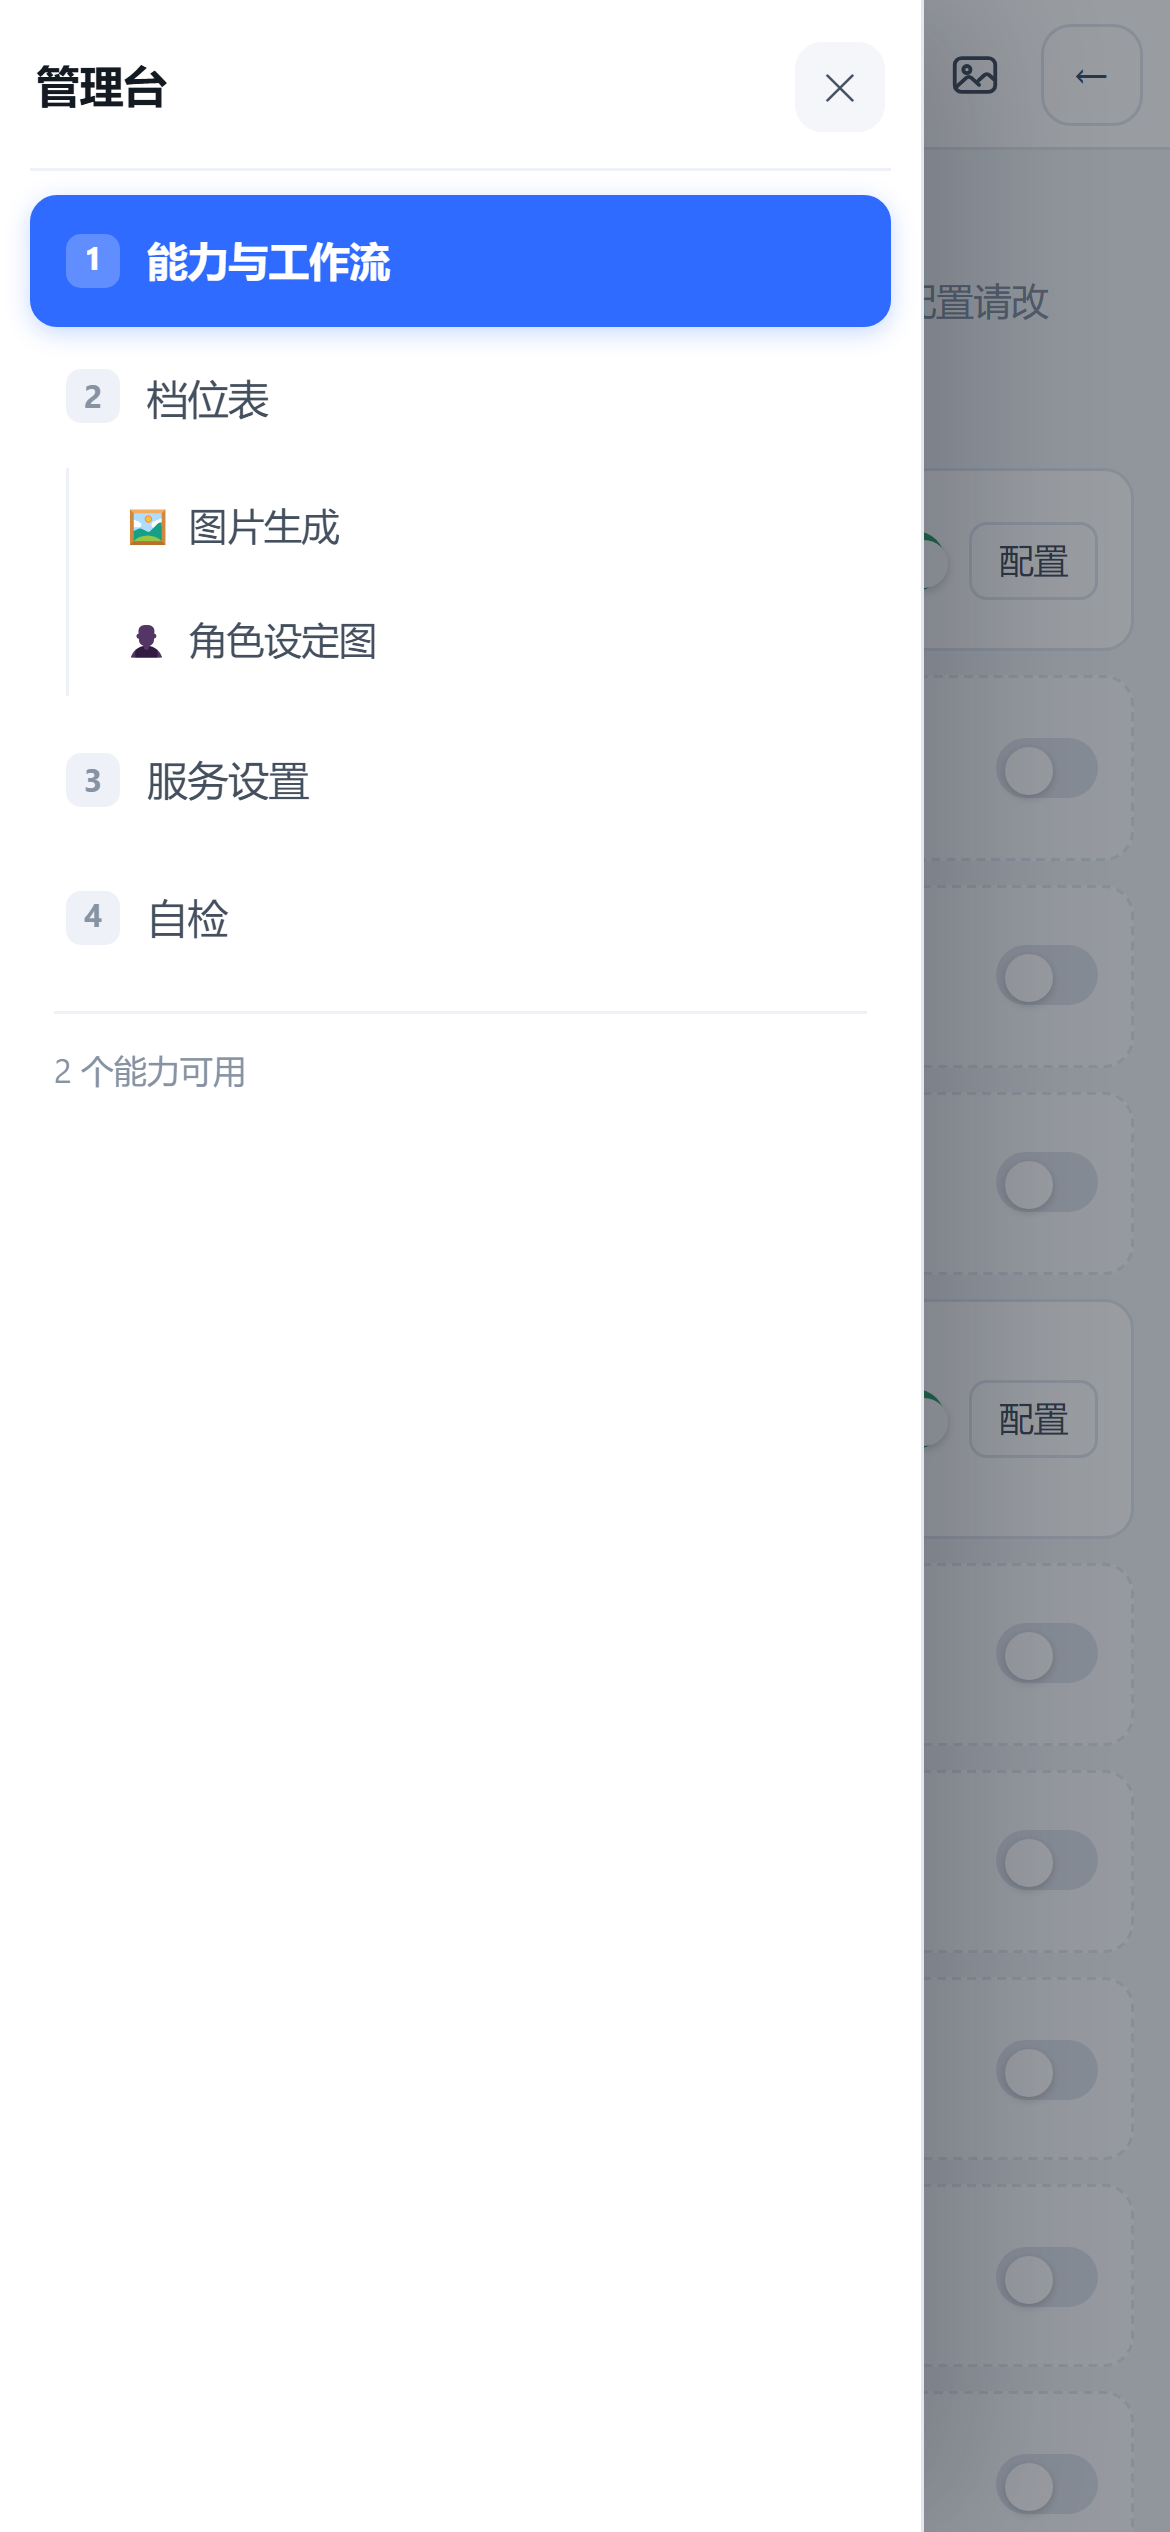 管理台
1 能力与工作流
2 档位表
图片生成
角色设定图
3 服务设置
4 自检
2 个能力可用
置请改
配置
配置